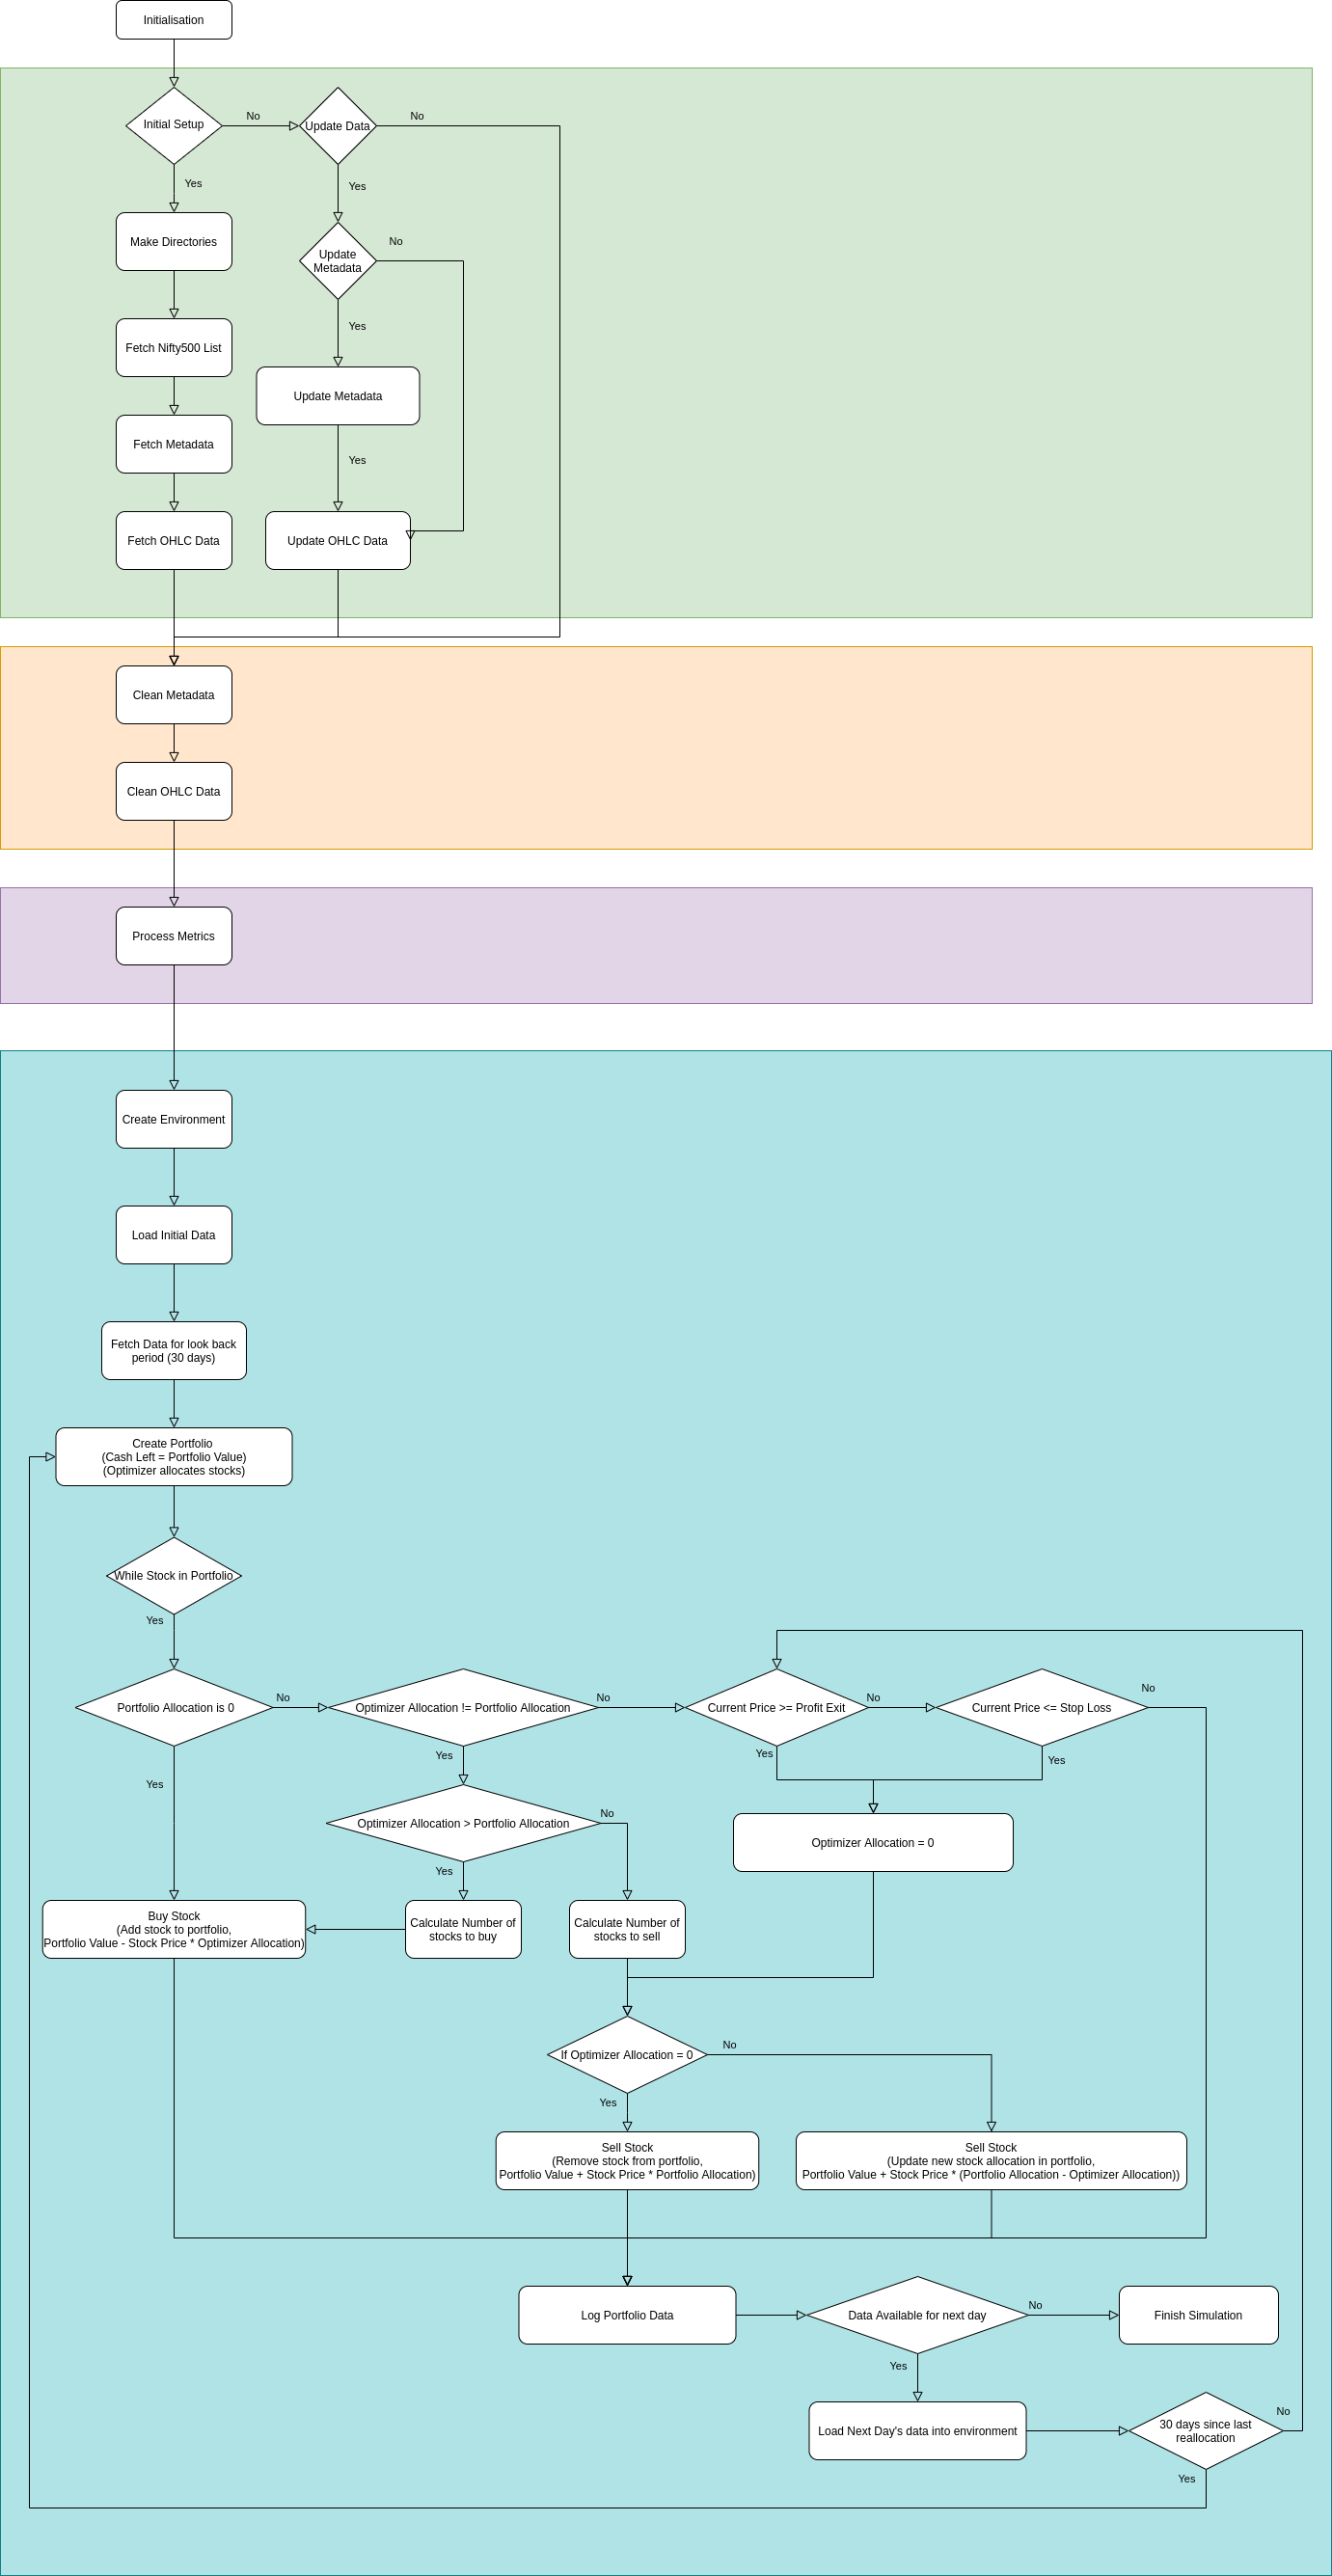 Initialisation
Initial Setup
No
Update Data
No
Yes
Yes
Make Directories
No
Update
Metadata
Fetch Nifty500 List
Yes
Update Metadata
Fetch Metadata
Yes
Fetch OHLC Data
Update OHLC Data
Clean Metadata
Clean OHLC Data
Process Metrics
Create Environment
Load Initial Data
Fetch Data for look back
period (30 days)
Create Portfolio
(Cash Left = Portfolio Value)
(Optimizer allocates stocks)
While Stock in Portfolio
Yes
Portfolio Allocation is 0
No
Optimizer Allocation != Portfolio Allocation
No
Current Price >= Profit Exit
No
Current Price <= Stop Loss
No
Yes
Yes
Yes
Yes
Optimizer Allocation > Portfolio Allocation
No
Optimizer Allocation = 0
Yes
Buy Stock
(Add stock to portfolio,
Portfolio Value - Stock Price * Optimizer Allocation)
Calculate Number of
stocks to buy
Calculate Number of
stocks to sell
If Optimizer Allocation = 0
No
Yes
Sell Stock
(Remove stock from portfolio,
Portfolio Value + Stock Price * Portfolio Allocation)
Sell Stock
(Update new stock allocation in portfolio,
Portfolio Value + Stock Price * (Portfolio Allocation - Optimizer Allocation))
Log Portfolio Data
Data Available for next day
No
Finish Simulation
Yes
Load Next Day's data into environment
30 days since last
reallocation
No
Yes